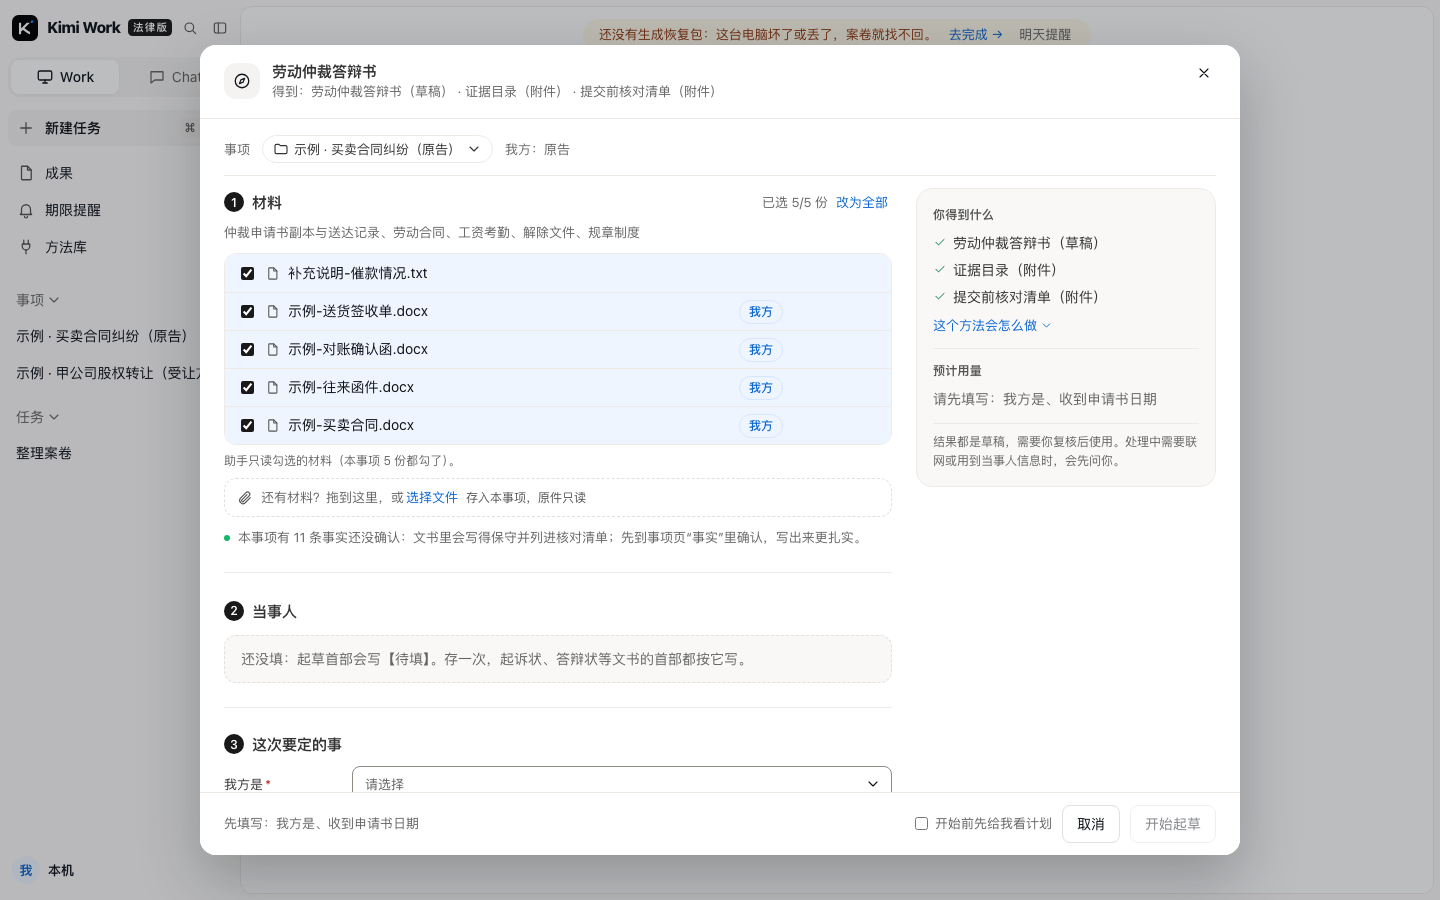 Kimi Work 法律版
还没有生成恢复包：这台电脑坏了或丢了，案卷就找不回。 去完成 → 明天提醒
Work Chat
新建任务 ⌘
成果
期限提醒
方法库
事项
示例 · 买卖合同纠纷（原告）
示例 · 甲公司股权转让（受让
任务
整理案卷
我 本机
劳动仲裁答辩书
得到：劳动仲裁答辩书（草稿） · 证据目录（附件） · 提交前核对清单（附件）
事项 示例 · 买卖合同纠纷（原告） 我方：原告
1 材料 已选 5/5 份 改为全部
仲裁申请书副本与送达记录、劳动合同、工资考勤、解除文件、规章制度
补充说明-催款情况.txt
示例-送货签收单.docx 我方
示例-对账确认函.docx 我方
示例-往来函件.docx 我方
示例-买卖合同.docx 我方
助手只读勾选的材料（本事项 5 份都勾了）。
还有材料？拖到这里，或 选择文件 存入本事项，原件只读
本事项有 11 条事实还没确认：文书里会写得保守并列进核对清单；先到事项页“事实”里确认，写出来更扎实。
2 当事人
还没填：起草首部会写【待填】。存一次，起诉状、答辩状等文书的首部都按它写。
3 这次要定的事
我方是 * 请选择
你得到什么
劳动仲裁答辩书（草稿）
证据目录（附件）
提交前核对清单（附件）
这个方法会怎么做
预计用量
请先填写：我方是、收到申请书日期
结果都是草稿，需要你复核后使用。处理中需要联
网或用到当事人信息时，会先问你。
先填写：我方是、收到申请书日期 开始前先给我看计划 取消 开始起草